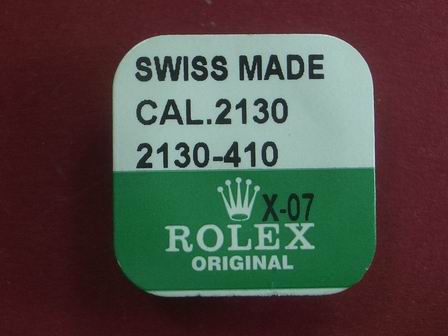 SWISS MADE
CAL.2130
2130-410
X-07
ROLEX
ORIGINAL